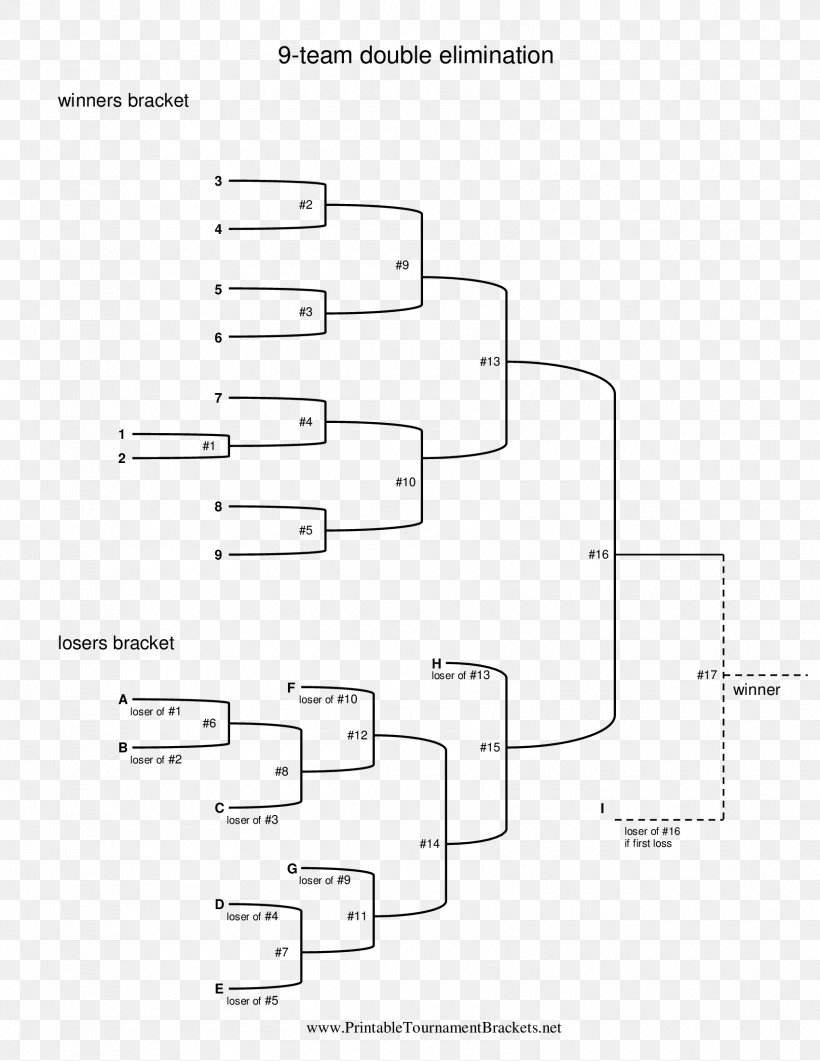 9-team double elimination
winners bracket
3
#2
4
#9
5
#3
6
#13
7
#4
1
#1
2
#10
8
#5
9
#16
losers bracket
H
loser of #13
#17
winner
A
loser of #1
F
loser of #10
#6
#12
B
loser of #2
#15
#8
C
loser of #3
I
loser of #16
if first loss
#14
G
loser of #9
D
loser of #4
#11
#7
E
loser of #5
www.PrintableTournamentBrackets.net